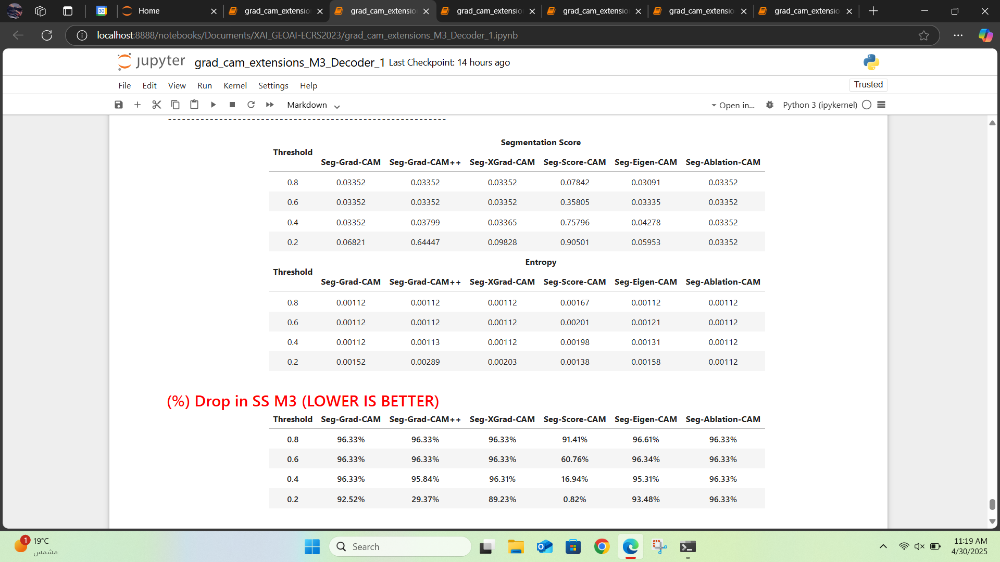 30
Home
grad_cam_extensio
grad_cam_extensio
grad_cam_extensio
grad_cam_extensio
grad_cam_extensio
grad_cam_extensio
localhost:8888/notebooks/Documents/XAI_GEOAI-ECRS2023/grad_cam_extensions_M3_Decoder_1.ipynb
jupyter grad_cam_extensions_M3_Decoder_1 Last Checkpoint: 14 hours ago
File Edit View Run Kernel Settings Help Trusted
Markdown Open in... Python 3 (ipykernel)
------------------------------------------------------------
Segmentation Score
Threshold
Seg-Grad-CAM Seg-Grad-CAM++ Seg-XGrad-CAM Seg-Score-CAM Seg-Eigen-CAM Seg-Ablation-CAM
0.8 0.03352 0.03352 0.03352 0.07842 0.03091 0.03352
0.6 0.03352 0.03352 0.03352 0.35805 0.03335 0.03352
0.4 0.03352 0.03799 0.03365 0.75796 0.04278 0.03352
0.2 0.06821 0.64447 0.09828 0.90501 0.05953 0.03352
Entropy
Threshold
Seg-Grad-CAM Seg-Grad-CAM++ Seg-XGrad-CAM Seg-Score-CAM Seg-Eigen-CAM Seg-Ablation-CAM
0.8 0.00112 0.00112 0.00112 0.00167 0.00112 0.00112
0.6 0.00112 0.00112 0.00112 0.00201 0.00121 0.00112
0.4 0.00112 0.00113 0.00112 0.00198 0.00131 0.00112
0.2 0.00152 0.00289 0.00203 0.00138 0.00158 0.00112
(%) Drop in SS M3 (LOWER IS BETTER)
Threshold Seg-Grad-CAM Seg-Grad-CAM++ Seg-XGrad-CAM Seg-Score-CAM Seg-Eigen-CAM Seg-Ablation-CAM
0.8 96.33% 96.33% 96.33% 91.41% 96.61% 96.33%
0.6 96.33% 96.33% 96.33% 60.76% 96.34% 96.33%
0.4 96.33% 95.84% 96.31% 16.94% 95.31% 96.33%
0.2 92.52% 29.37% 89.23% 0.82% 93.48% 96.33%
1 19°C
مشمس
Search
11:19 AM
4/30/2025